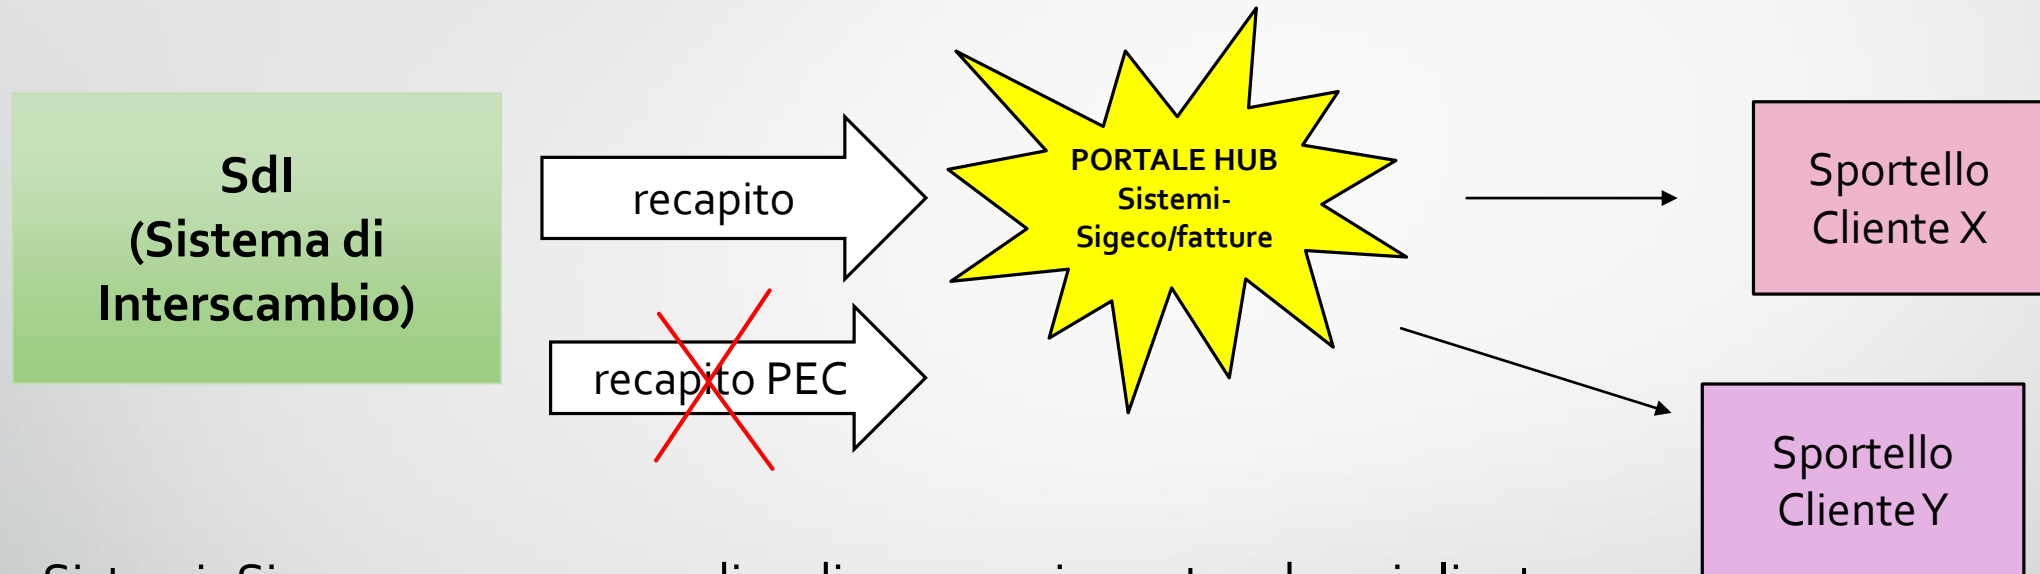 SdI
(Sistema di
Interscambio)
recapito
recapito PEC
PORTALE HUB
Sistemi-
Sigeco/fatture
Sportello
Cliente X
Sportello
Cliente Y